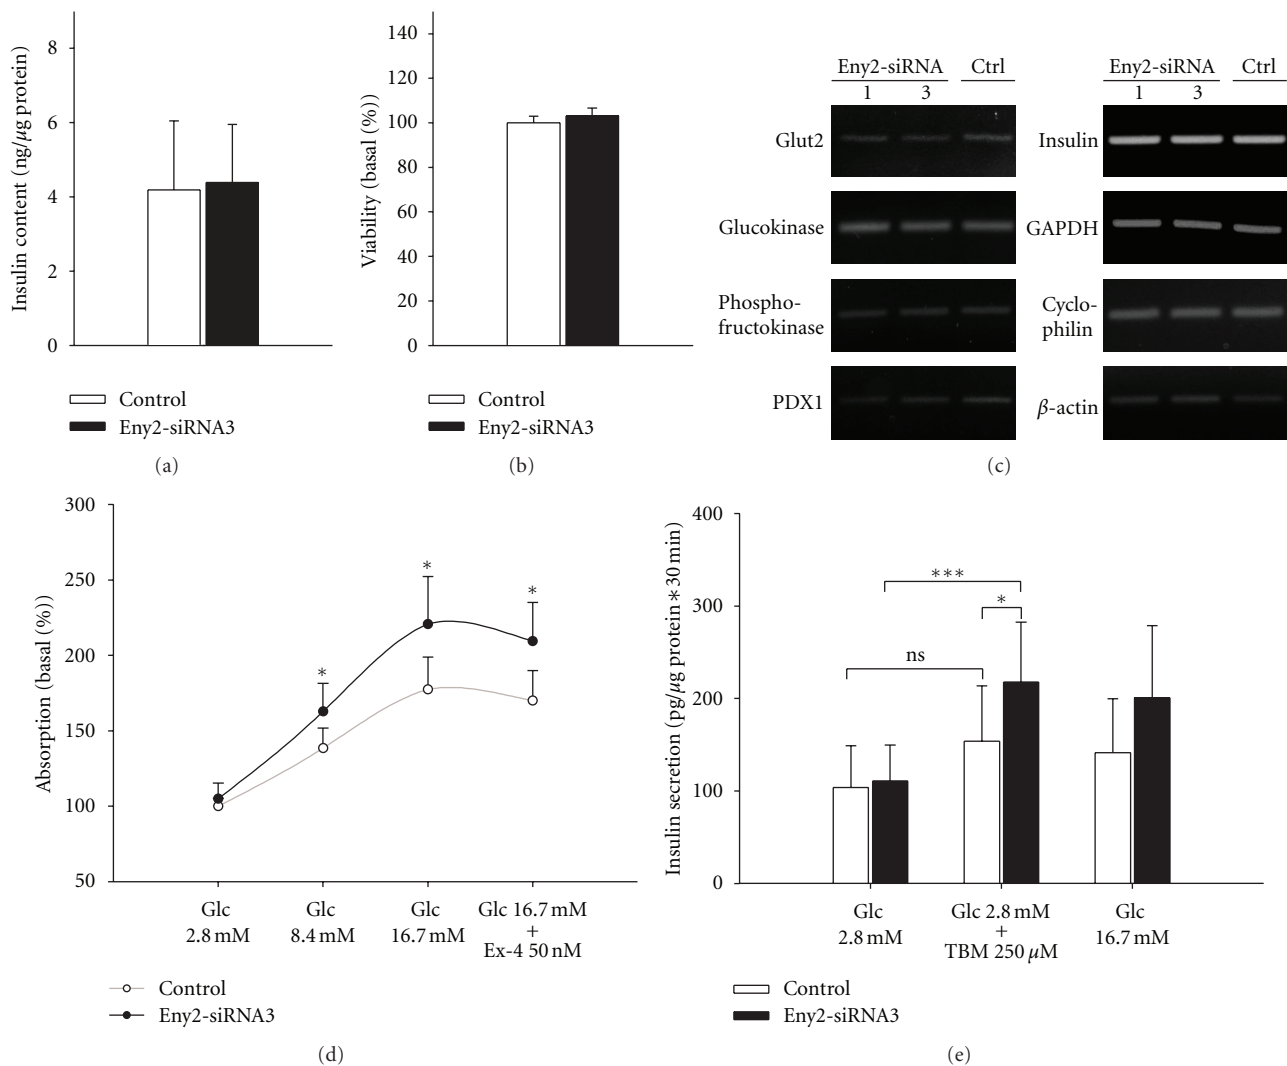 Insulin content (ng/μg protein)
8
6
4
2
0
Control
Eny2-siRNA3
(a)
Viability (basal (%))
140
120
100
80
60
40
20
0
Control
Eny2-siRNA3
(b)
Eny2-siRNA Ctrl
1 3
Glut2
Glucokinase
Phospho-
fructokinase
PDX1
Eny2-siRNA Ctrl
1 3
Insulin
GAPDH
Cyclo-
philin
β-actin
(c)
Absorption (basal (%))
300
250
200
150
100
50
*
*
*
Glc
2.8 mM
Glc
8.4 mM
Glc
16.7 mM
Glc 16.7 mM
+
Ex-4 50 nM
Control
Eny2-siRNA3
(d)
Insulin secretion (pg/μg protein∗30 min)
400
300
200
100
0
ns
***
*
Glc
2.8 mM
Glc 2.8 mM
+
TBM 250 μM
Glc
16.7 mM
Control
Eny2-siRNA3
(e)